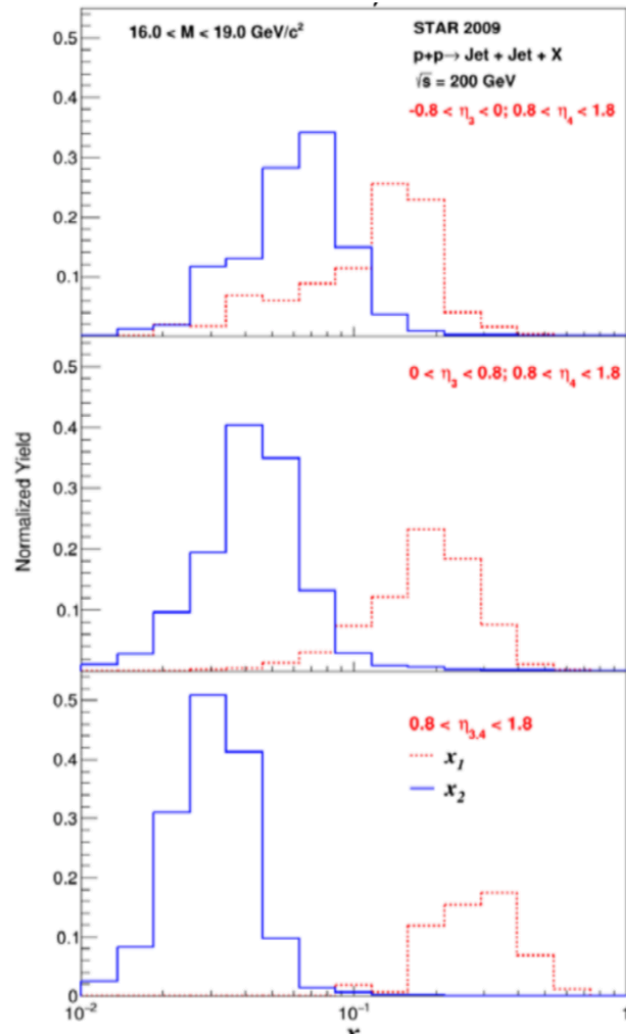 0.5
16.0 < M < 19.0 GeV/c²
STAR 2009
p+p→ Jet + Jet + X
√s = 200 GeV
0.4
-0.8 < η₃ < 0; 0.8 < η₄ < 1.8
0.3
0.2
0.1
0.5
0 < η₃ < 0.8; 0.8 < η₄ < 1.8
0.4
0.3
0.2
0.1
Normalized Yield
0.5
0.8 < η₃,₄ < 1.8
x₁
0.4
x₂
0.3
0.2
0.1
0
10⁻²
10⁻¹
1
x